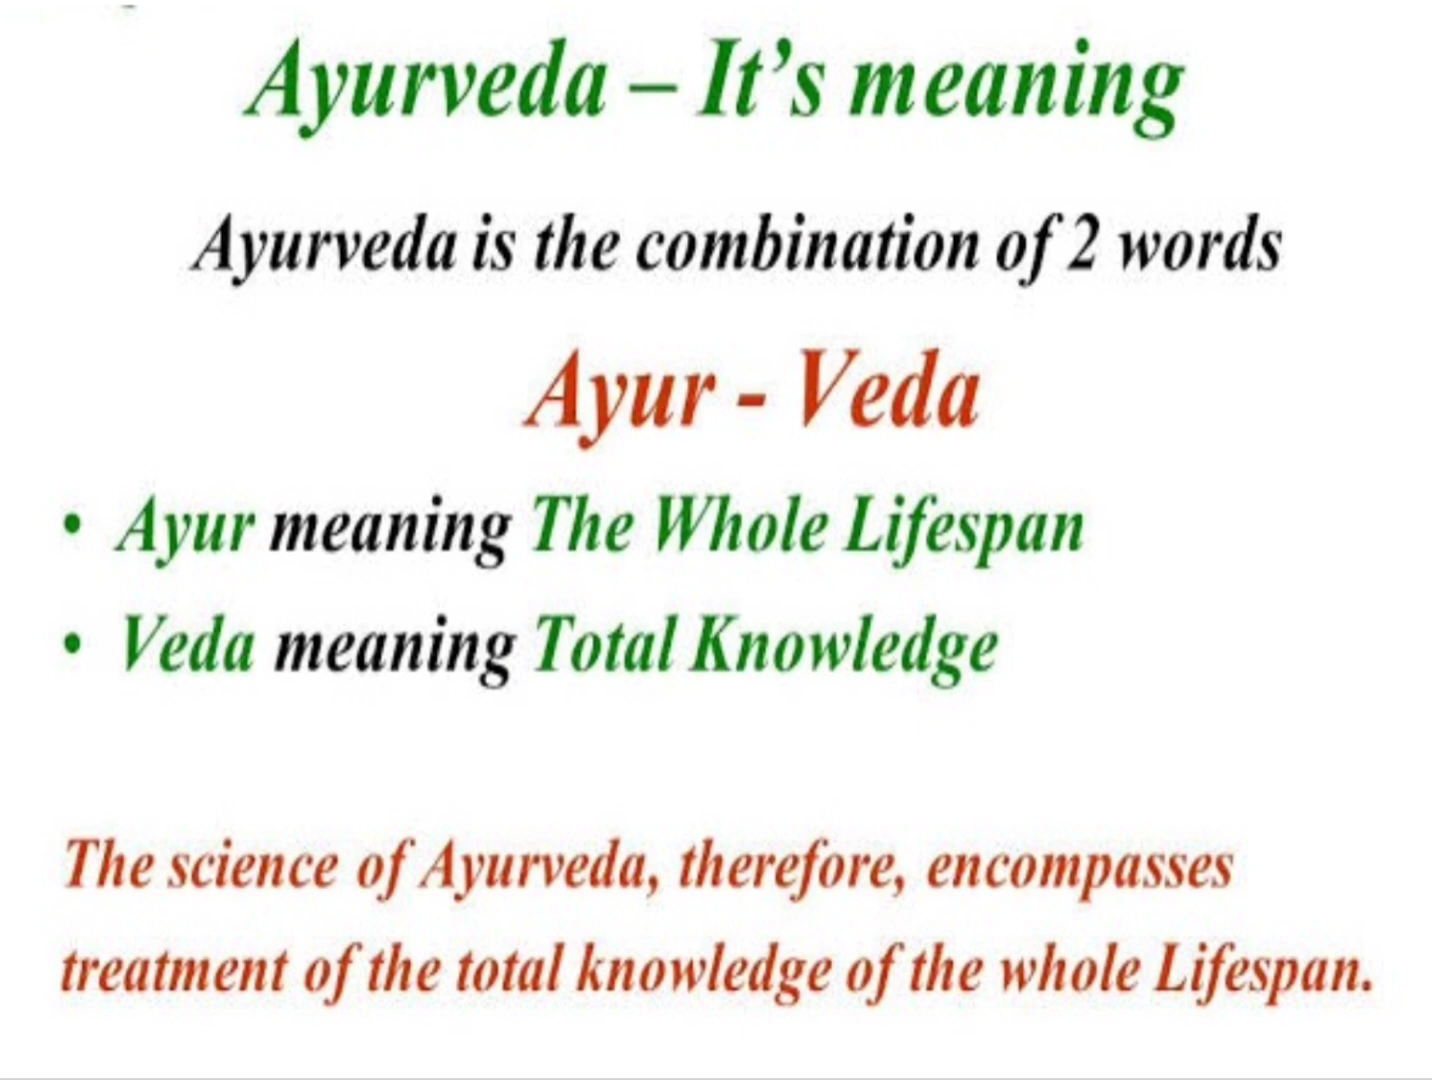 Ayurveda – It’s meaning
Ayurveda is the combination of 2 words
Ayur - Veda
• Ayur meaning The Whole Lifespan
• Veda meaning Total Knowledge
The science of Ayurveda, therefore, encompasses
treatment of the total knowledge of the whole Lifespan.